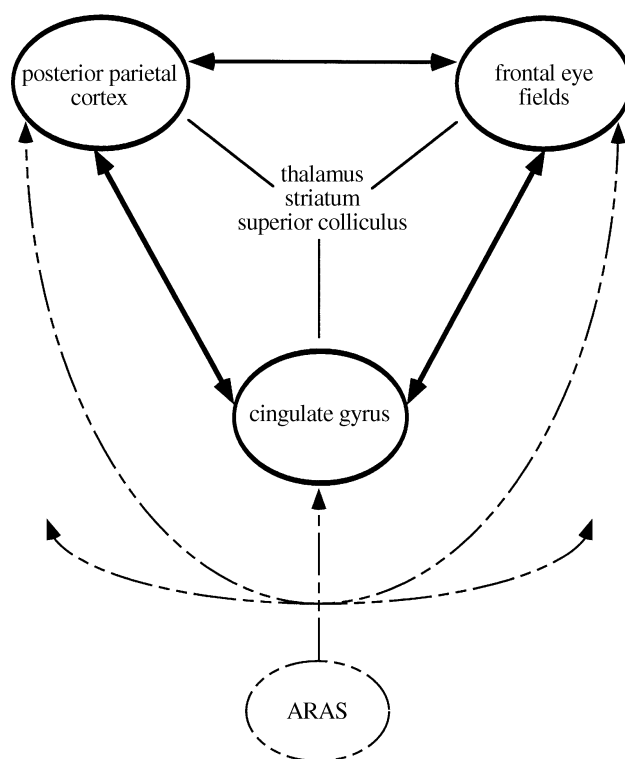 posterior parietal
cortex
frontal eye
fields
thalamus
striatum
superior colliculus
cingulate gyrus
ARAS